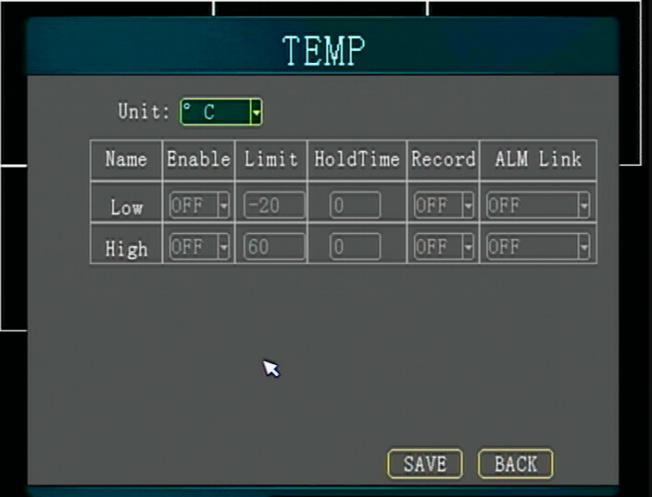 TEMP
Unit: ° C
Name Enable Limit HoldTime Record ALM Link
Low OFF -20 0 OFF OFF
High OFF 60 0 OFF OFF
SAVE BACK